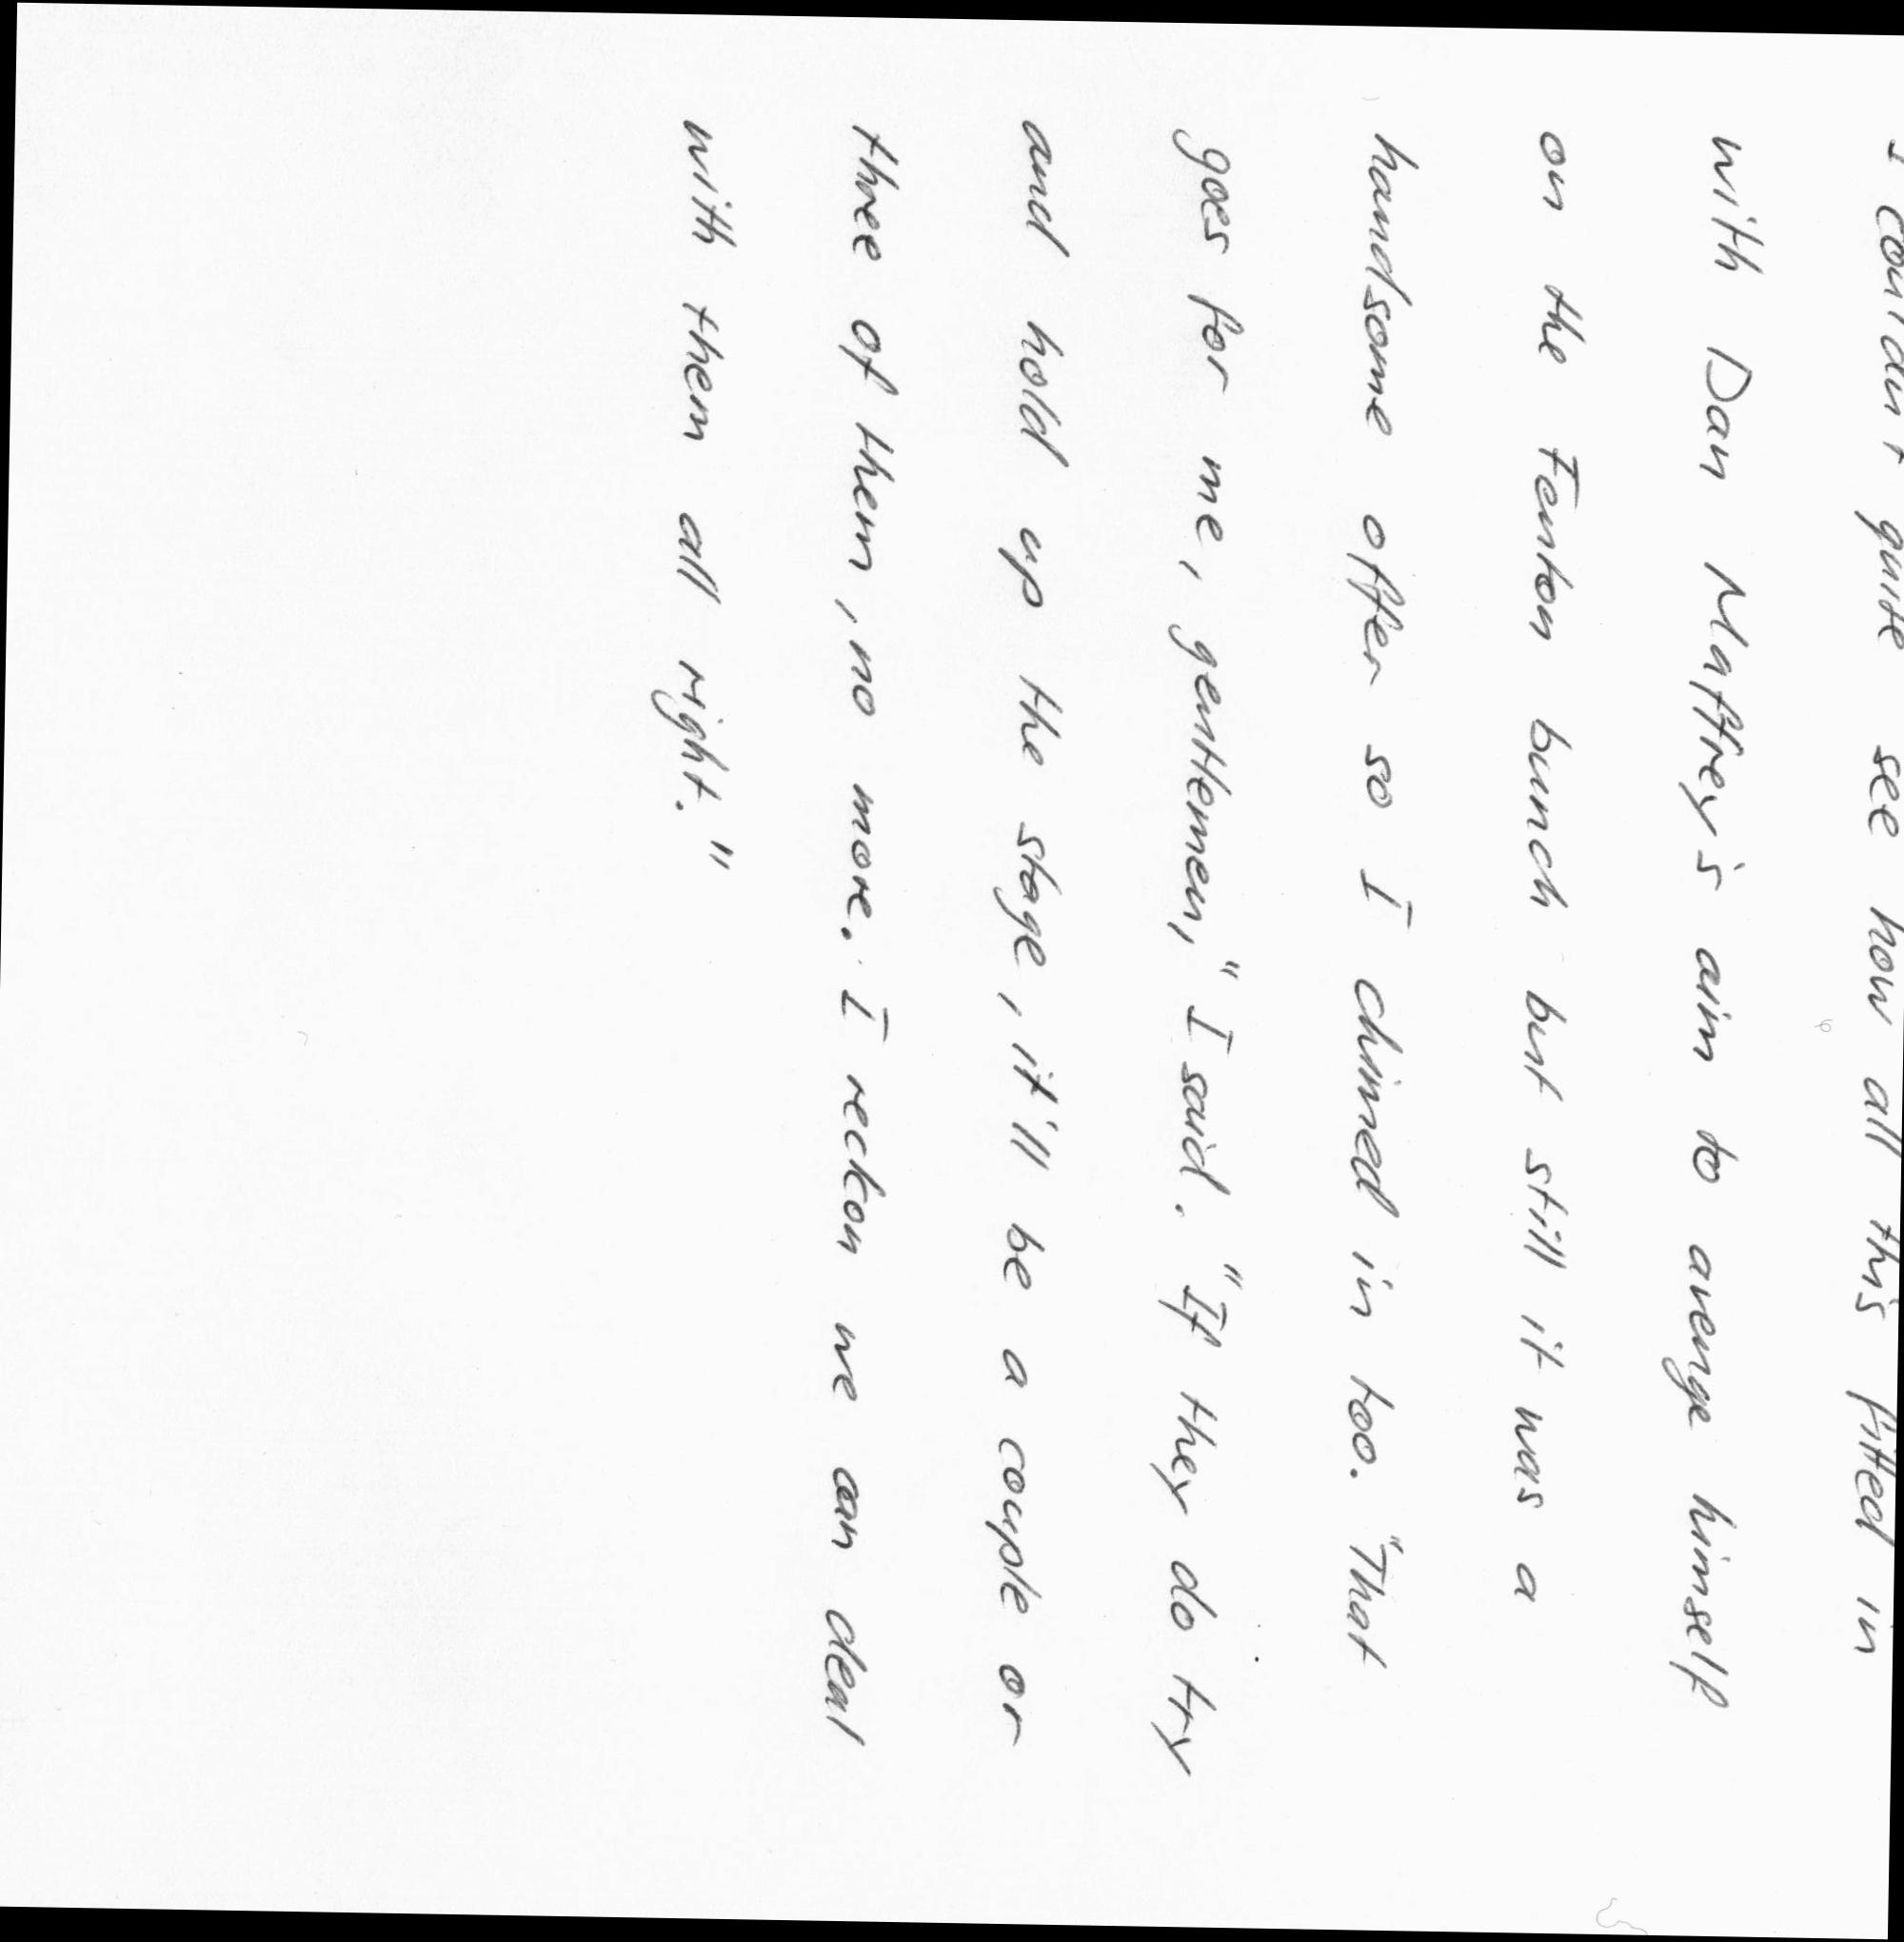 I couldn't quite see how all this fitted in
with Dan Maffrey's aim to avenge himself
on the Fenton bunch but still it was a
handsome offer so I chimed in too. "That
goes for me, gentlemen," I said. "If they do try
and hold up the stage, it'll be a couple or
three of them, no more. I reckon we can deal
with them all right."